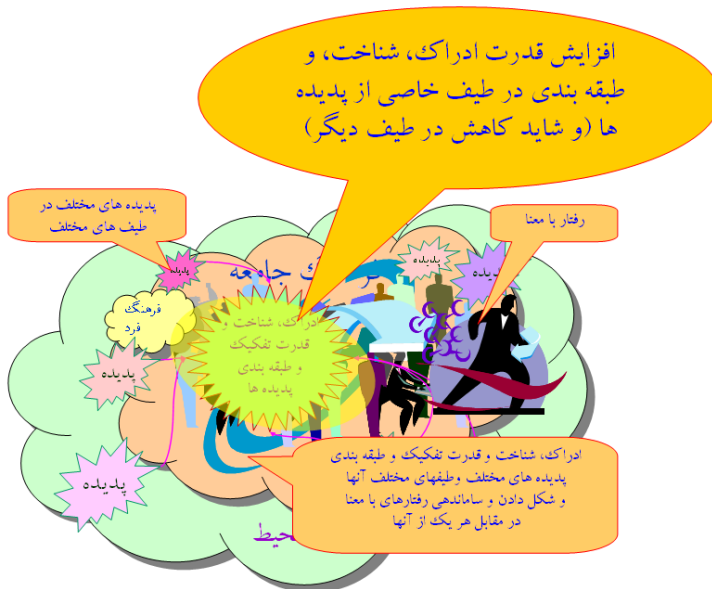 افزایش قدرت ادراک، شناخت، و
طبقه بندی در طیف خاصی از پدیده
ها (و شاید کاهش در طیف دیگر)
پدیده های مختلف در
طیف های مختلف
رفتار با معنا
پدیده
پدیده
پدیده
جامعه
فرهنگ
فرد
ادراک، شناخت و
قدرت تفکیک
و طبقه بندی
پدیده ها
پدیده
پدیده
ادراک، شناخت و قدرت تفکیک و طبقه بندی
پدیده های مختلف وطیفهای مختلف آنها
و شکل دادن و ساماندهی رفتارهای با معنا
در مقابل هر یک از آنها